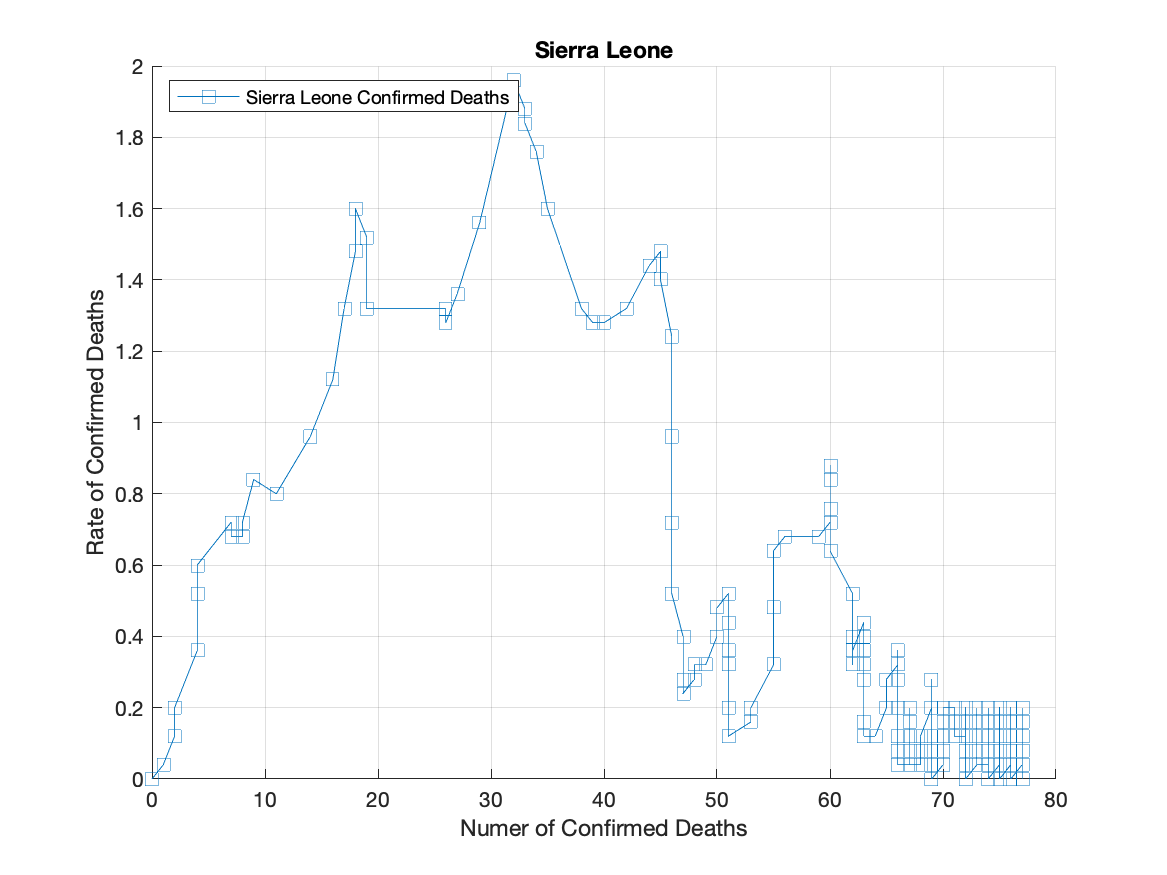 Sierra Leone
Sierra Leone Confirmed Deaths
Rate of Confirmed Deaths
2
1.8
1.6
1.4
1.2
1
0.8
0.6
0.4
0.2
0
0 10 20 30 40 50 60 70 80
Numer of Confirmed Deaths